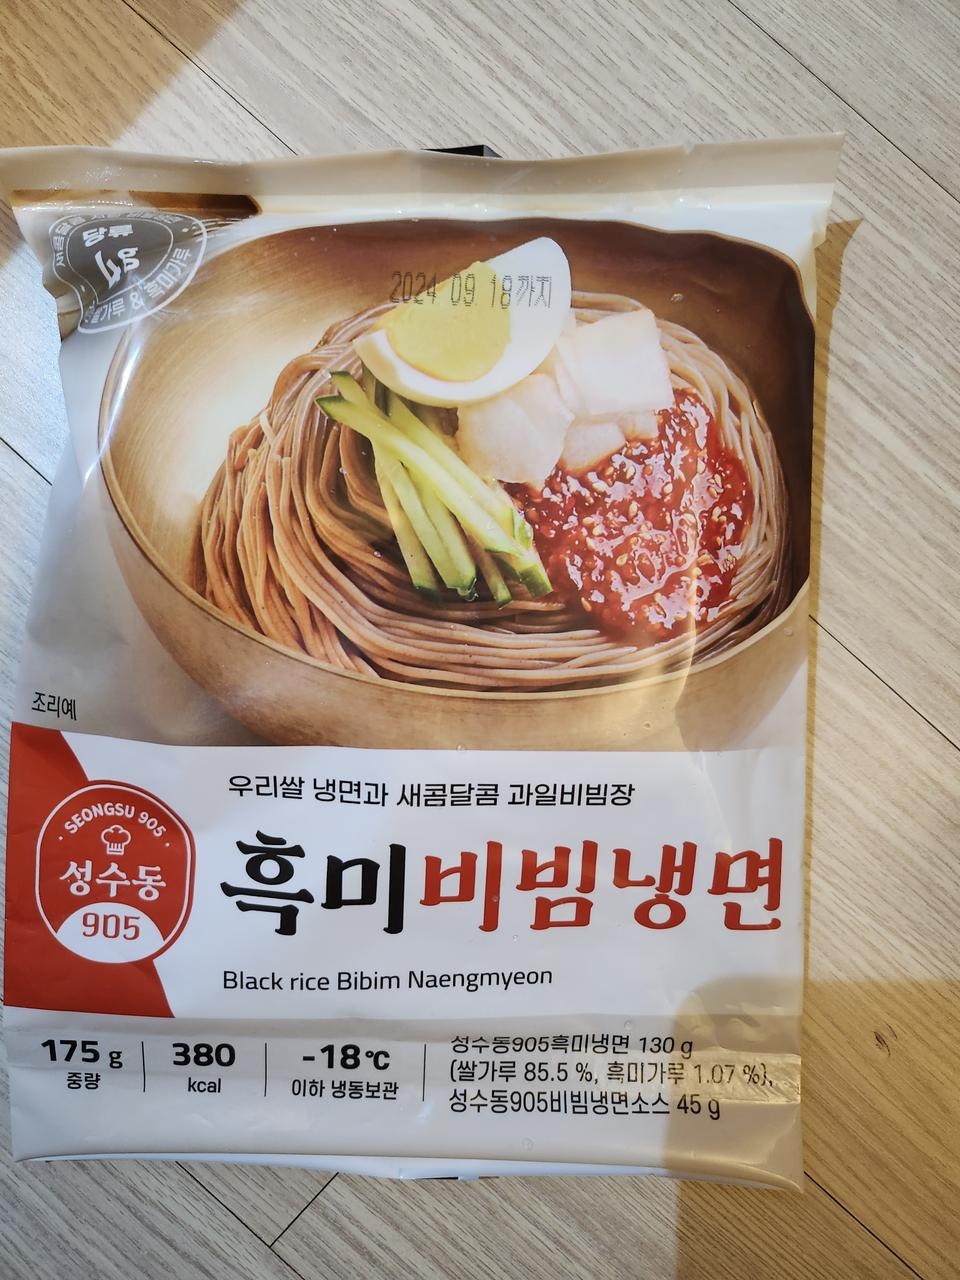 당류
2024 09 18까지
조리예
우리쌀 냉면과 새콤달콤 과일비빔장
SEONGSU 905
성수동
905
흑미비빔냉면
Black rice Bibim Naengmyeon
175 g
중량
380
kcal
-18℃
이하 냉동보관
성수동905흑미냉면 130 g
(쌀가루 85.5 %, 흑미가루 1.07 %),
성수동905비빔냉면소스 45 g